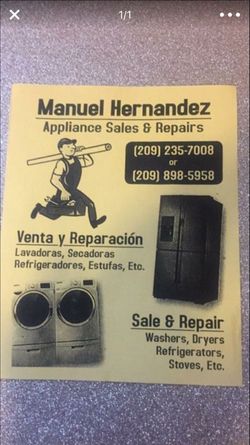 1/1
Manuel Hernandez
Appliance Sales & Repairs
(209) 235-7008
or
(209) 898-5958
Venta y Reparación
Lavadoras, Secadoras
Refrigeradores, Estufas, Etc.
Sale & Repair
Washers, Dryers
Refrigerators,
Stoves, Etc.